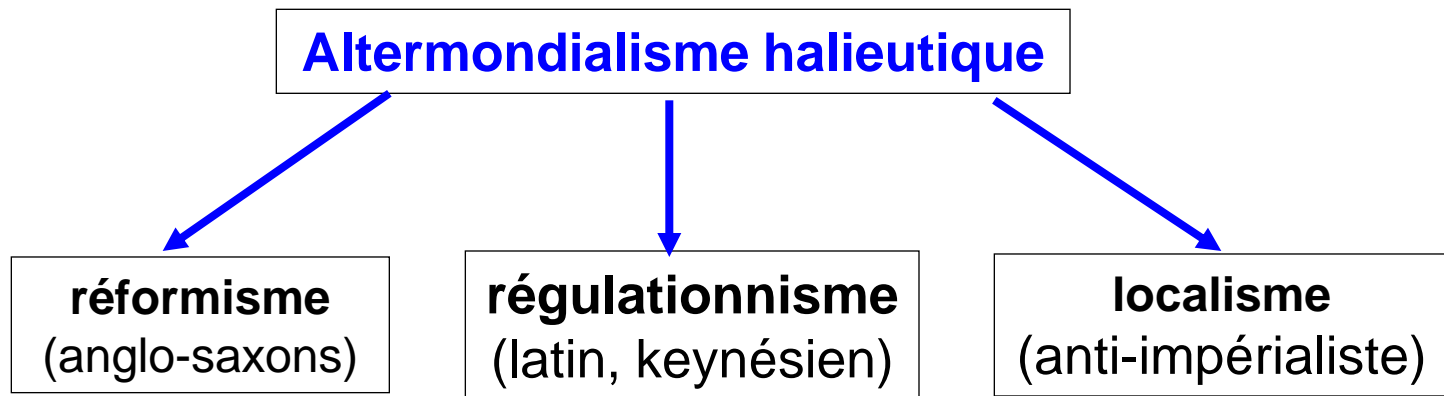 Altermondialisme halieutique
réformisme
(anglo-saxons)
régulationnisme
(latin, keynésien)
localisme
(anti-impérialiste)